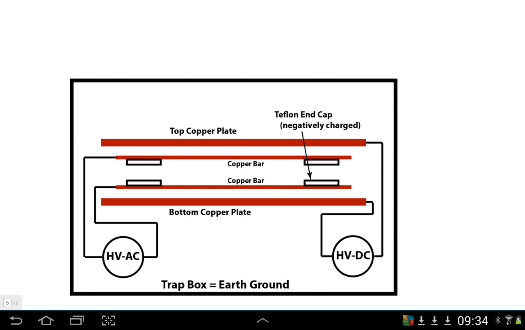 Teflon End Cap
(negatively charged)
Top Copper Plate
Copper Bar
Copper Bar
Bottom Copper Plate
HV-AC
HV-DC
Trap Box = Earth Ground
09:34